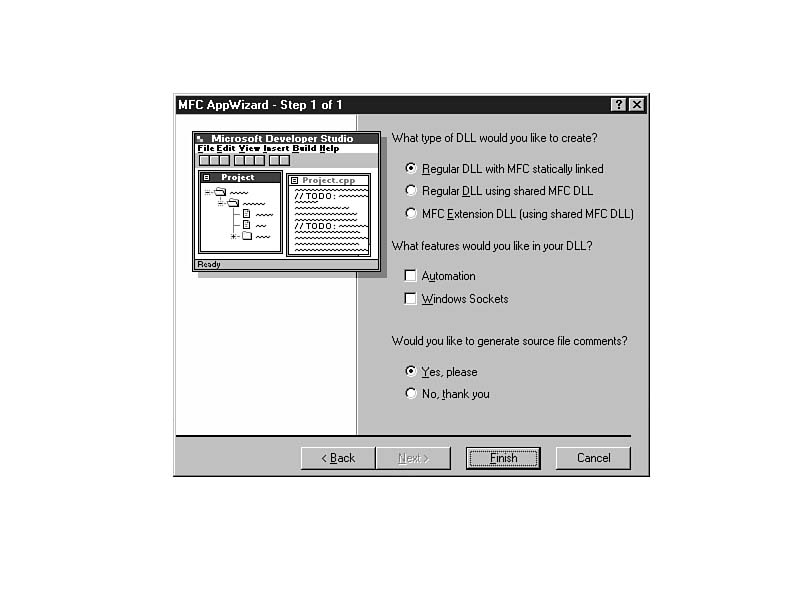 MFC AppWizard - Step 1 of 1
Microsoft Developer Studio
File Edit View Insert Build Help
Project
Project.cpp
// TODO:
// TODO:
Ready
What type of DLL would you like to create?
Regular DLL with MFC statically linked
Regular DLL using shared MFC DLL
MFC Extension DLL (using shared MFC DLL)
What features would you like in your DLL?
Automation
Windows Sockets
Would you like to generate source file comments?
Yes, please
No, thank you
< Back
Next >
Finish
Cancel